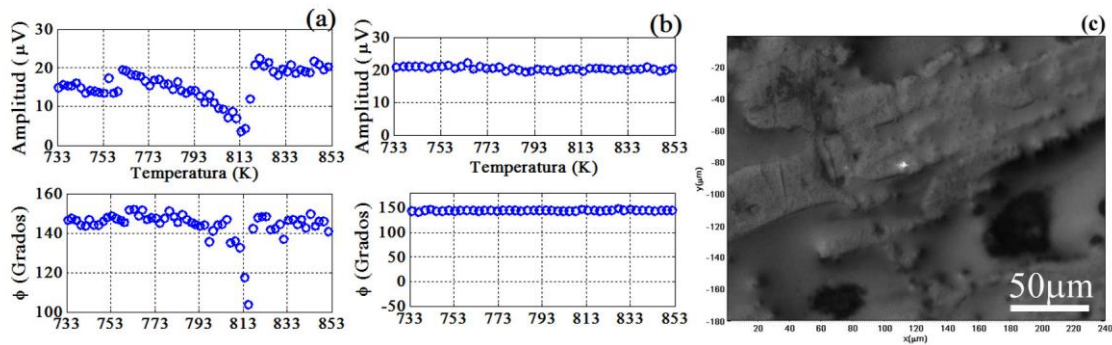 (a)
Amplitud ( μV)
30
20
10
0
733 753 773 793 813 833 853
Temperatura (K)
ϕ (Grados)
160
140
120
100
733 753 773 793 813 833 853
(b)
Amplitud ( μV)
30
20
10
0
733 753 773 793 813 833 853
Temperatura (K)
ϕ (Grados)
150
100
50
0
-50
733 753 773 793 813 833 853
(c)
y(μm)
-20
-40
-60
-80
-100
-120
-140
-160
-180
50μm
20 40 60 80 100 120 140 160 180 200 220 240
x(μm)